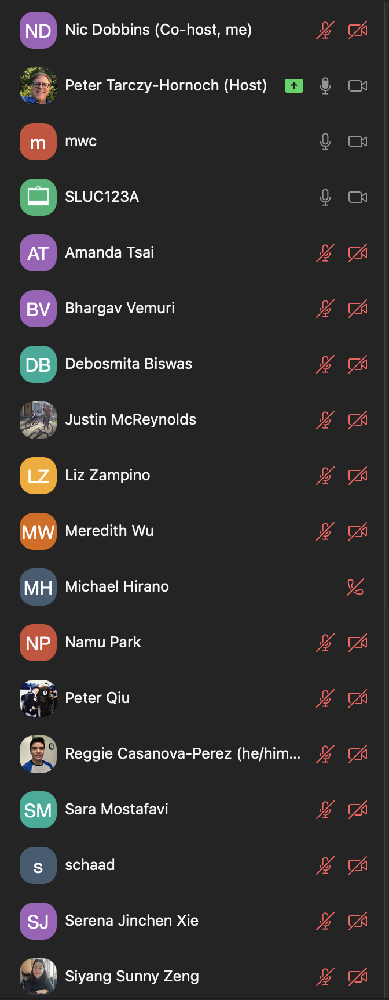 ND Nic Dobbins (Co-host, me)
Peter Tarczy-Hornoch (Host)
m mwc
SLUC123A
AT Amanda Tsai
BV Bhargav Vemuri
DB Debosmita Biswas
Justin McReynolds
LZ Liz Zampino
MW Meredith Wu
MH Michael Hirano
NP Namu Park
Peter Qiu
Reggie Casanova-Perez (he/him...
SM Sara Mostafavi
s schaad
SJ Serena Jinchen Xie
Siyang Sunny Zeng